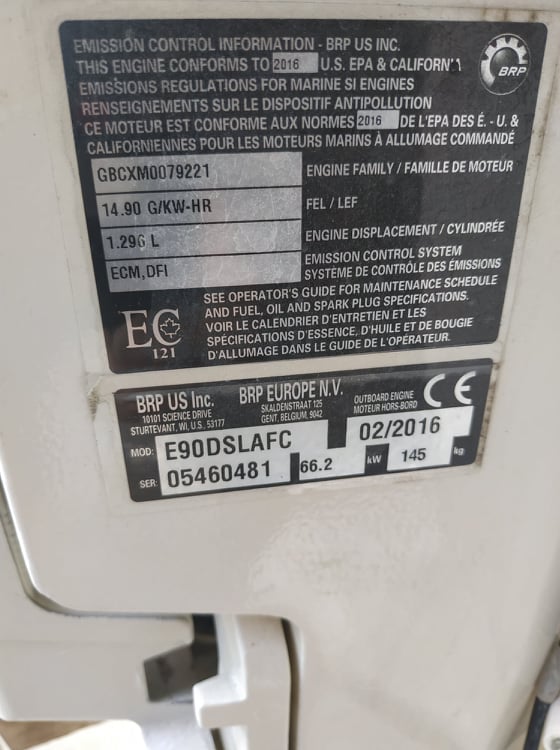 EMISSION CONTROL INFORMATION - BRP US INC.
THIS ENGINE CONFORMS TO 2016 U.S. EPA & CALIFORNIA
EMISSIONS REGULATIONS FOR MARINE SI ENGINES
RENSEIGNEMENTS SUR LE DISPOSITIF ANTIPOLLUTION
CE MOTEUR EST CONFORME AUX NORMES 2016 DE L'EPA DES É. - U. &
CALIFORNIENNES POUR LES MOTEURS MARINS À ALLUMAGE COMMANDÉ
BRP
GBCXM0079221 ENGINE FAMILY / FAMILLE DE MOTEUR
14.90 G/KW-HR FEL / LEF
1.296 L ENGINE DISPLACEMENT / CYLINDRÉE
ECM,DFI EMISSION CONTROL SYSTEM
SYSTÈME DE CONTRÔLE DES ÉMISSIONS
SEE OPERATOR'S GUIDE FOR MAINTENANCE SCHEDULE
AND FUEL, OIL AND SPARK PLUG SPECIFICATIONS.
VOIR LE CALENDRIER D'ENTRETIEN ET LES
SPÉCIFICATIONS D'ESSENCE, D'HUILE ET DE BOUGIE
D'ALLUMAGE DANS LE GUIDE DE L'OPÉRATEUR.
EC
121
BRP US Inc.
10101 SCIENCE DRIVE
STURTEVANT, WI, U.S. 53177
BRP EUROPE N.V.
SKALDENSTRAAT 125
GENT, BELGIUM, 9042
OUTBOARD ENGINE
MOTEUR HORS-BORD
CE
MOD: E90DSLAFC 02/2016
SER: 05460481 66.2 kW 145 kg